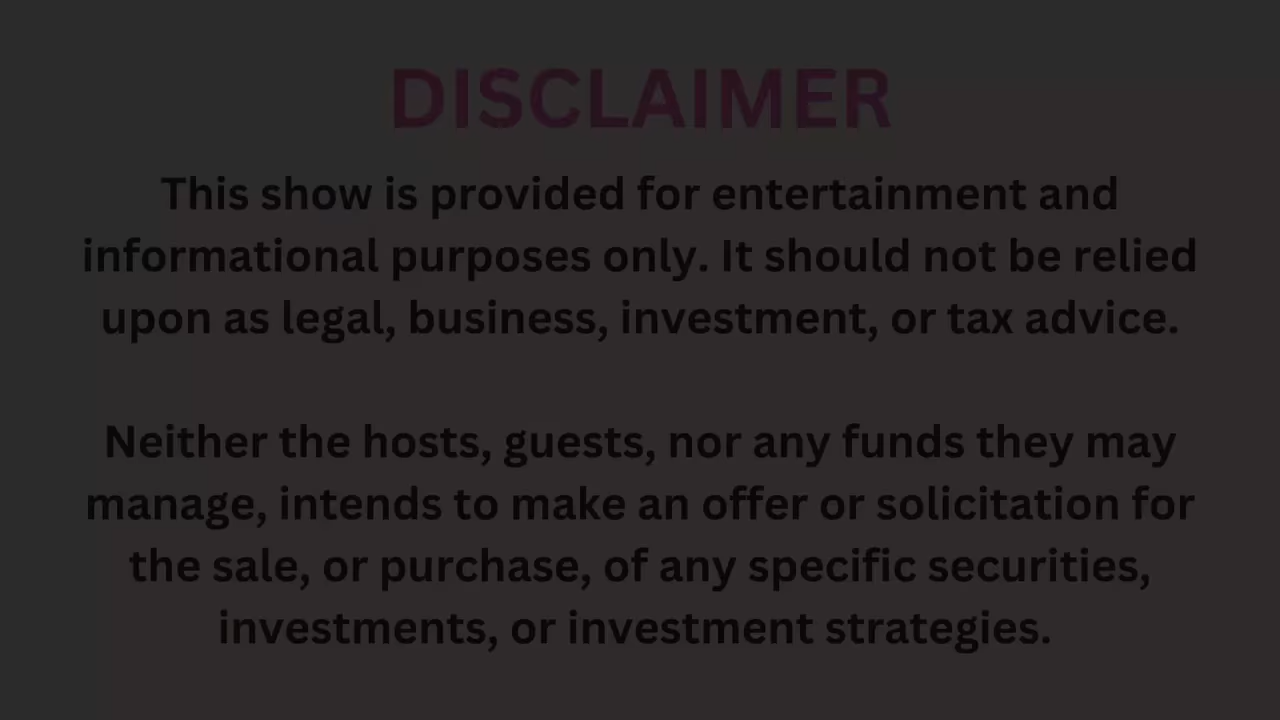 DISCLAIMER
This show is provided for entertainment and
informational purposes only. It should not be relied
upon as legal, business, investment, or tax advice.
Neither the hosts, guests, nor any funds they may
manage, intends to make an offer or solicitation for
the sale, or purchase, of any specific securities,
investments, or investment strategies.